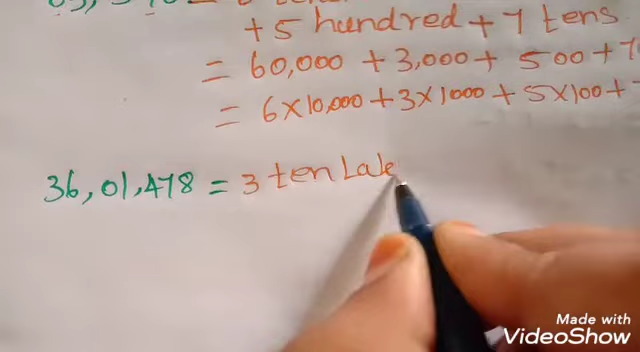 +5 hundred + 7 tens
= 60,000 + 3,000 + 500 + 7
= 6×10,000 + 3×1000 + 5×100 +
36,01,478 = 3 ten Lak
Made with
VideoShow